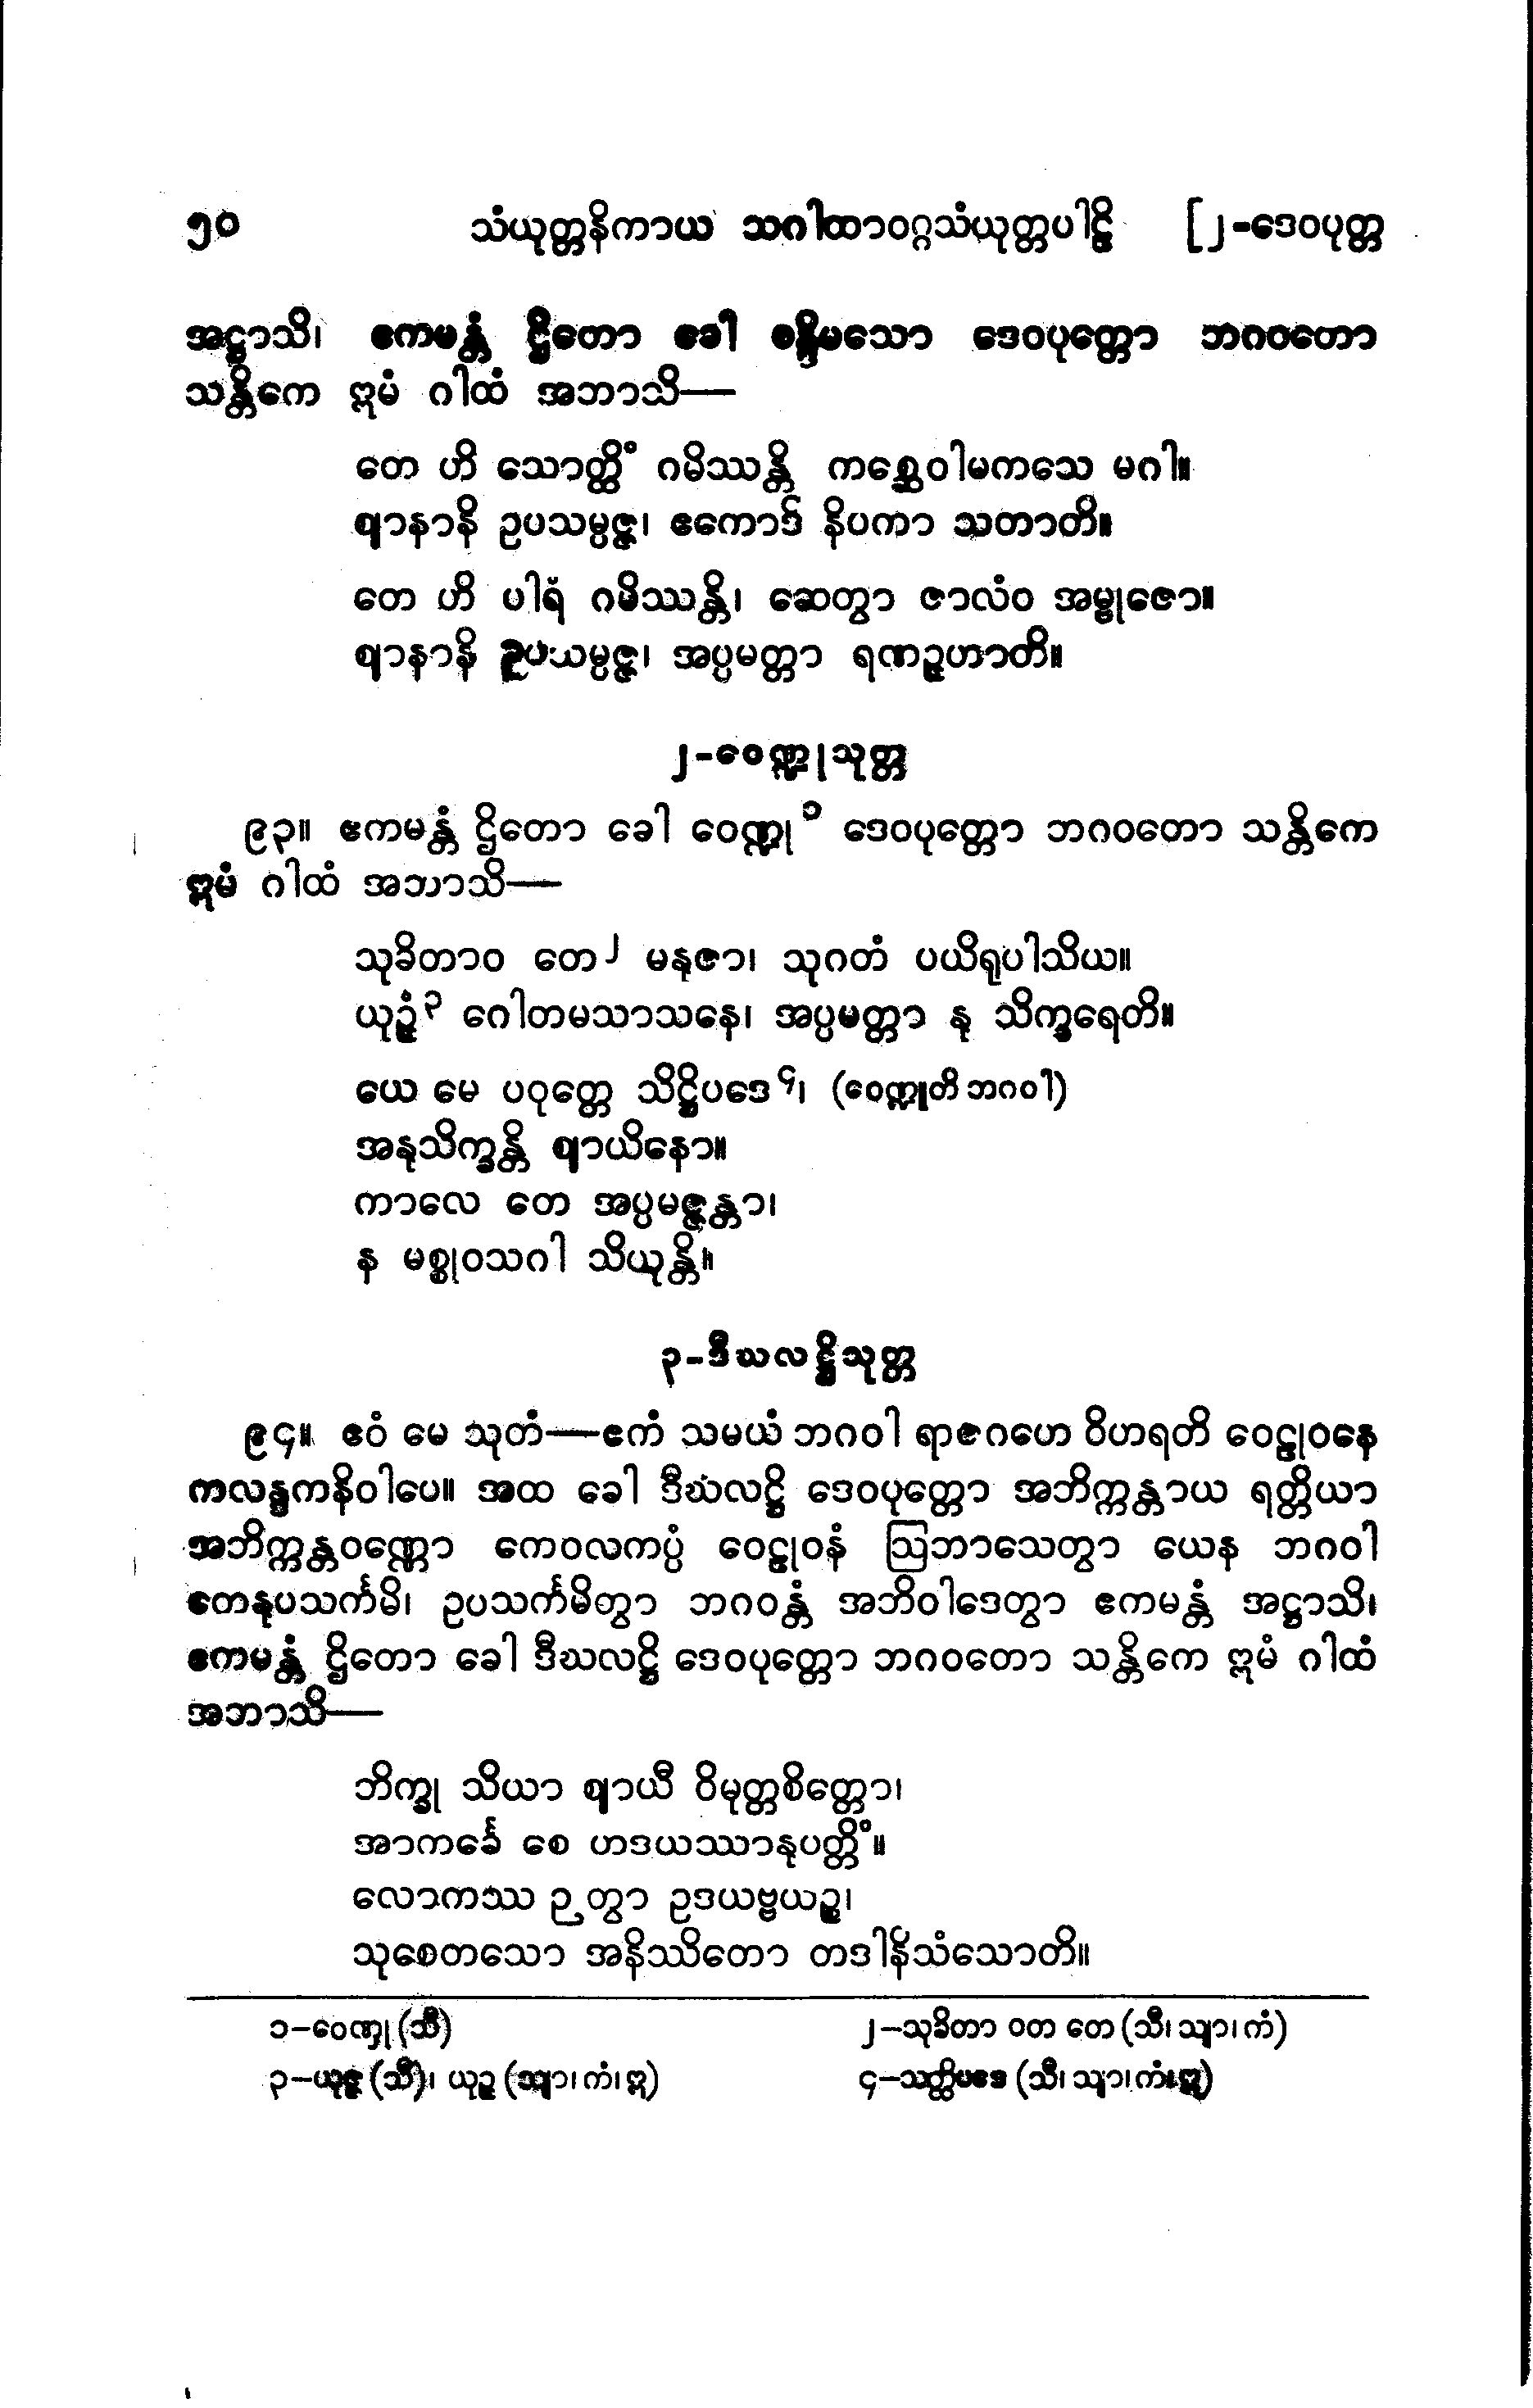 ၅၀ သံယုတ္တနိကာယ သဂါထာဝဂ္ဂသံယုတ္တပါဠိ [၂-ဒေဝပုတ္တ
အဋ္ဌာသိ၊ ဧကမန္တံ ဌိတော ခေါ စန္ဒိမသော ဒေဝပုတ္တော ဘဂဝတော
သန္တိကေ ဣမံ ဂါထံ အဘာသိ—
တေ ဟိ သောတ္ထိံ ဂမိဿန္တိ ကစ္ဆေဝါမကသေ မဂါ။
ဈာနာနိ ဥပသမ္ပဇ္ဇ၊ ဧကောဒိ နိပကာ သတာတိ။
တေ ဟိ ပါရံ ဂမိဿန္တိ၊ ဆေတွာ ဇာလံဝ အမ္ဗုဇော။
ဈာနာနိ ဥပသမ္ပဇ္ဇ၊ အပ္ပမတ္တာ ရဏဉ္ဇဟာတိ။
၂-ဝေဏ္ဍုသုတ္တ
၉၃။ ဧကမန္တံ ဌိတော ခေါ ဝေဏ္ဍု ၁ ဒေဝပုတ္တော ဘဂဝတော သန္တိကေ
ဣမံ ဂါထံ အဘာသိ—
သုခိတာဝ တေ ၂ မနုဇာ၊ သုဂတံ ပယိရုပါသိယ။
ယုဉ္ဇံ ၃ ဂေါတမသာသနေ၊ အပ္ပမတ္တာ နု သိက္ခရေတိ။
ယေ မေ ပဝုတ္တေ သိဋ္ဌိပဒေ ၄၊ (ဝေဏ္ဍူတိ ဘဂဝါ)
အနုသိက္ခန္တိ ဈာယိနော။
ကာလေ တေ အပ္ပမဇ္ဇန္တာ၊
န မစ္စုဝသဂါ သိယုန္တိ။
၃-ဒီဃလဋ္ဌိသုတ္တ
၉၄။ ဧဝံ မေ သုတံ—ဧကံ သမယံ ဘဂဝါ ရာဇဂဟေ ဝိဟရတိ ဝေဠုဝနေ
ကလန္ဒကနိဝါပေ။ အထ ခေါ ဒီဃလဋ္ဌိ ဒေဝပုတ္တော အဘိက္ကန္တာယ ရတ္တိယာ
အဘိက္ကန္တဝဏ္ဏော ကေဝလကပ္ပံ ဝေဠုဝနံ ဩဘာသေတွာ ယေန ဘဂဝါ
တေနုပသင်္ကမိ၊ ဥပသင်္ကမိတွာ ဘဂဝန္တံ အဘိဝါဒေတွာ ဧကမန္တံ အဋ္ဌာသိ၊
ဧကမန္တံ ဌိတော ခေါ ဒီဃလဋ္ဌိ ဒေဝပုတ္တော ဘဂဝတော သန္တိကေ ဣမံ ဂါထံ
အဘာသိ—
ဘိက္ခု သိယာ ဈာယီ ဝိမုတ္တစိတ္တော၊
အာကင်္ခေ စေ ဟဒယဿာနုပတ္တိံ။
လောကဿ ဉတွာ ဥဒယဗ္ဗယဉ္စ၊
သုစေတသော အနိဿိတော တဒါနိသံသောတိ။
၁–ဝေဏှု (သီ) ၂–သုခိတာ ဝတ တေ (သီ၊ သျာ၊ ကံ)
၃–ယုဇ္ဇ (သီ)၊ ယုဉ္ဇ (သျာ၊ ကံ၊ ဣ) ၄–သတ္ထိပဒေ (သီ၊ သျာ၊ ကံ၊ ဣ)